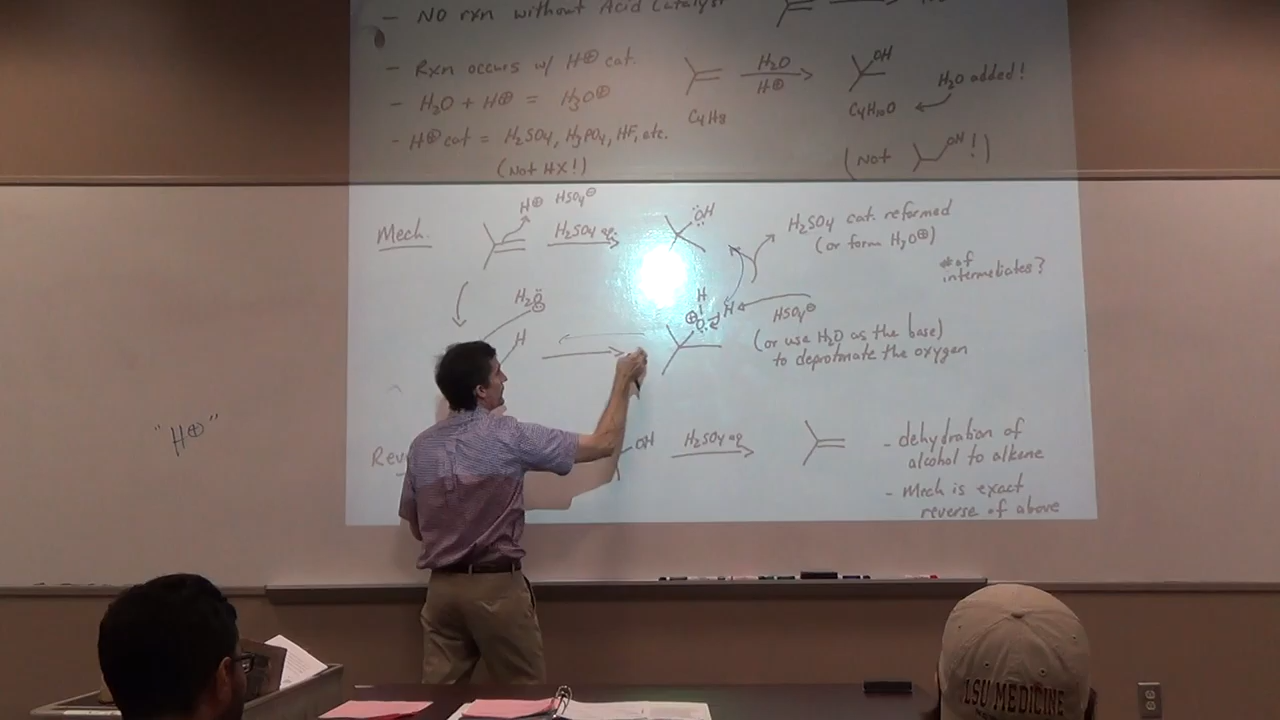 - NO rxn without Acid Catalyst
- Rxn occurs w/ H⊕ cat.
H₂O
H⊕
OH
H₂O added!
- H₂O + H⊕ = H₃O⊕
C₄H₈
C₄H₁₀O
- H⊕ cat = H₂SO₄, H₃PO₄, HF, etc.
(Not HX!)
(Not OH!)
Mech.
H⊕ HSO₄⊖
H₂SO₄ aq.
ÖH
H₂SO₄ cat. reformed
(or form H₃O⊕)
# of
intermediates?
H₂Ö
H
H
⊕ O H
HSO₄⊖
(or use H₂O as the base)
to deprotonate the oxygen
"H⊕"
Rev
OH
H₂SO₄ aq
- dehydration of
alcohol to alkene
- Mech is exact
reverse of above
LSU MEDICINE